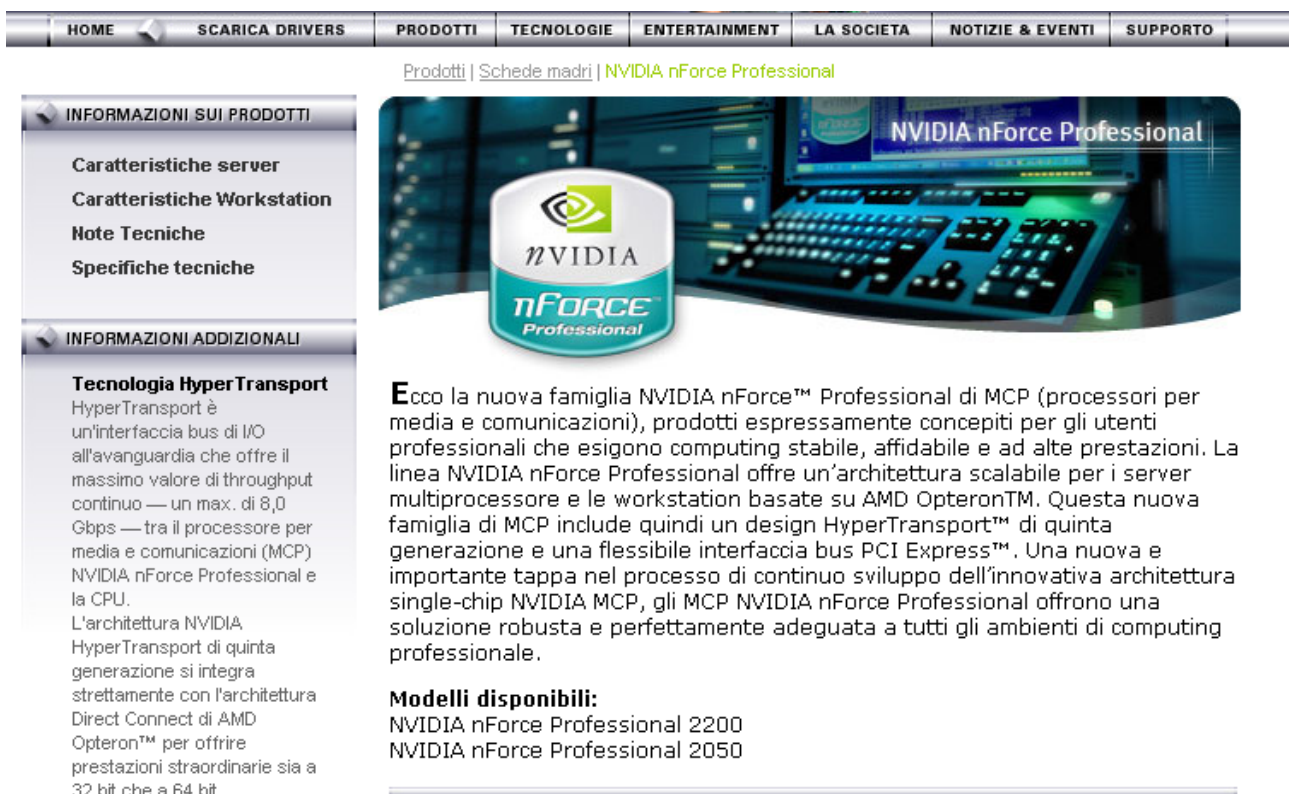 HOME SCARICA DRIVERS PRODOTTI TECNOLOGIE ENTERTAINMENT LA SOCIETA NOTIZIE & EVENTI SUPPORTO
Prodotti | Schede madri | NVIDIA nForce Professional
INFORMAZIONI SUI PRODOTTI
Caratteristiche server
Caratteristiche Workstation
Note Tecniche
Specifiche tecniche
INFORMAZIONI ADDIZIONALI
Tecnologia HyperTransport
HyperTransport è
un'interfaccia bus di I/O
all'avanguardia che offre il
massimo valore di throughput
continuo — un max. di 8,0
Gbps — tra il processore per
media e comunicazioni (MCP)
NVIDIA nForce Professional e
la CPU.
L'architettura NVIDIA
HyperTransport di quinta
generazione si integra
strettamente con l'architettura
Direct Connect di AMD
Opteron™ per offrire
prestazioni straordinarie sia a
32 bit che a 64 bit
NVIDIA nForce Professional
nVIDIA
nFORCE™
Professional
Ecco la nuova famiglia NVIDIA nForce™ Professional di MCP (processori per
media e comunicazioni), prodotti espressamente concepiti per gli utenti
professionali che esigono computing stabile, affidabile e ad alte prestazioni. La
linea NVIDIA nForce Professional offre un'architettura scalabile per i server
multiprocessore e le workstation basate su AMD OpteronTM. Questa nuova
famiglia di MCP include quindi un design HyperTransport™ di quinta
generazione e una flessibile interfaccia bus PCI Express™. Una nuova e
importante tappa nel processo di continuo sviluppo dell'innovativa architettura
single-chip NVIDIA MCP, gli MCP NVIDIA nForce Professional offrono una
soluzione robusta e perfettamente adeguata a tutti gli ambienti di computing
professionale.
Modelli disponibili:
NVIDIA nForce Professional 2200
NVIDIA nForce Professional 2050